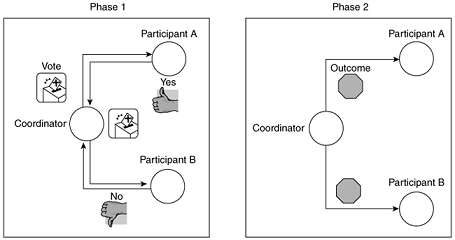 Phase 1
Participant A
Vote
Yes
Coordinator
Participant B
No
Phase 2
Participant A
Outcome
Coordinator
Participant B